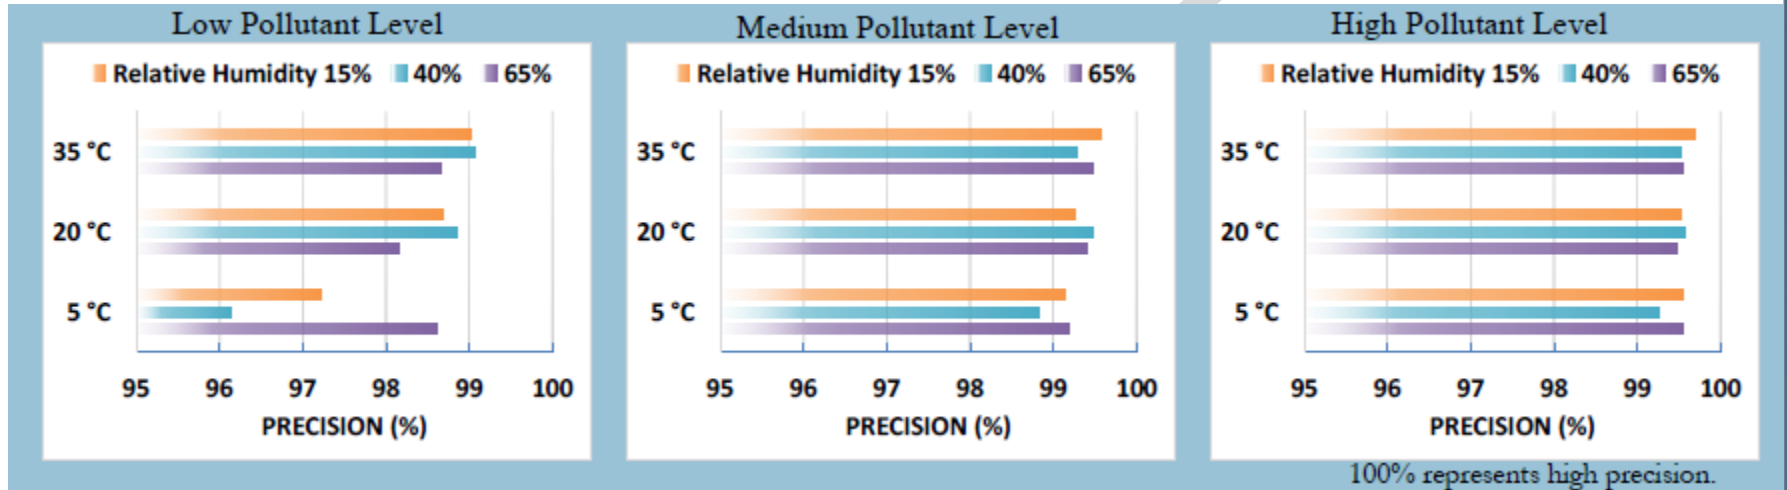 Low Pollutant Level
Relative Humidity 15% 40% 65%
35 °C
20 °C
5 °C
95 96 97 98 99 100
PRECISION (%)
Medium Pollutant Level
Relative Humidity 15% 40% 65%
35 °C
20 °C
5 °C
95 96 97 98 99 100
PRECISION (%)
High Pollutant Level
Relative Humidity 15% 40% 65%
35 °C
20 °C
5 °C
95 96 97 98 99 100
PRECISION (%)
100% represents high precision.